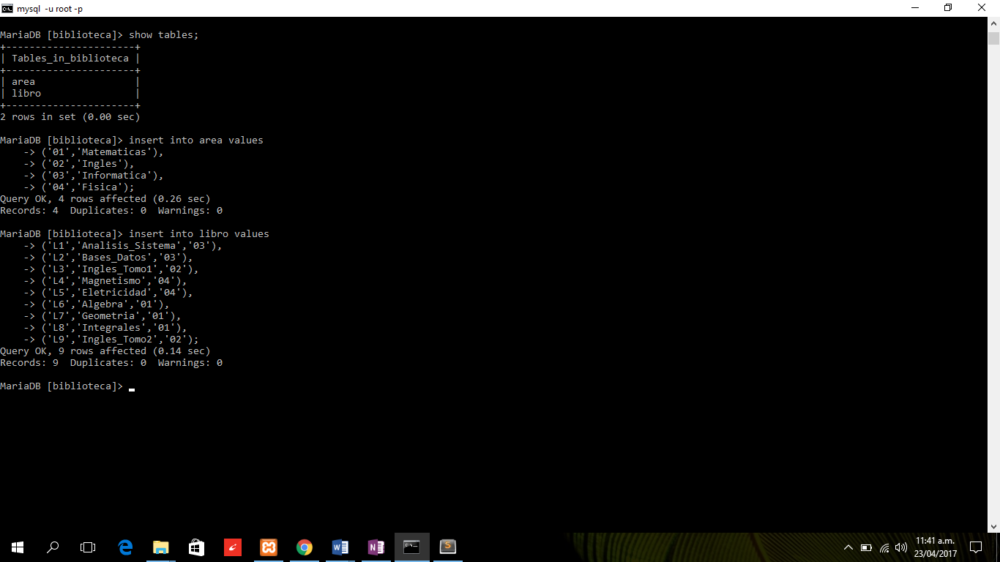 mysql  -u root -p
MariaDB [biblioteca]> show tables;
+----------------------+
| Tables_in_biblioteca |
+----------------------+
| area                 |
| libro                |
+----------------------+
2 rows in set (0.00 sec)
MariaDB [biblioteca]> insert into area values
    -> ('01','Matematicas'),
    -> ('02','Ingles'),
    -> ('03','Informatica'),
    -> ('04','Fisica');
Query OK, 4 rows affected (0.26 sec)
Records: 4  Duplicates: 0  Warnings: 0
MariaDB [biblioteca]> insert into libro values
    -> ('L1','Analisis_Sistema','03'),
    -> ('L2','Bases_Datos','03'),
    -> ('L3','Ingles_Tomo1','02'),
    -> ('L4','Magnetismo','04'),
    -> ('L5','Eletricidad','04'),
    -> ('L6','Algebra','01'),
    -> ('L7','Geometria','01'),
    -> ('L8','Integrales','01'),
    -> ('L9','Ingles_Tomo2','02');
Query OK, 9 rows affected (0.14 sec)
Records: 9  Duplicates: 0  Warnings: 0
MariaDB [biblioteca]>
11:41 a.m.
23/04/2017